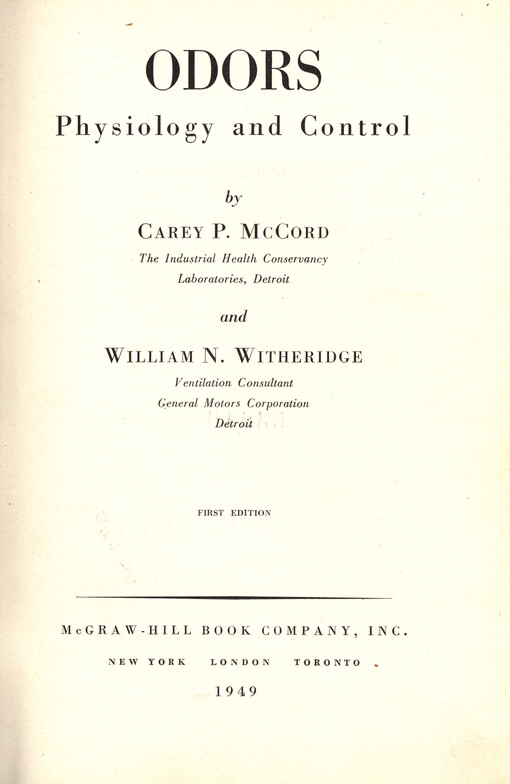 ODORS
Physiology and Control
by
CAREY P. MCCORD
The Industrial Health Conservancy
Laboratories, Detroit
and
WILLIAM N. WITHERIDGE
Ventilation Consultant
General Motors Corporation
Detroit
FIRST EDITION
McGRAW-HILL BOOK COMPANY, INC.
NEW YORK LONDON TORONTO
1949